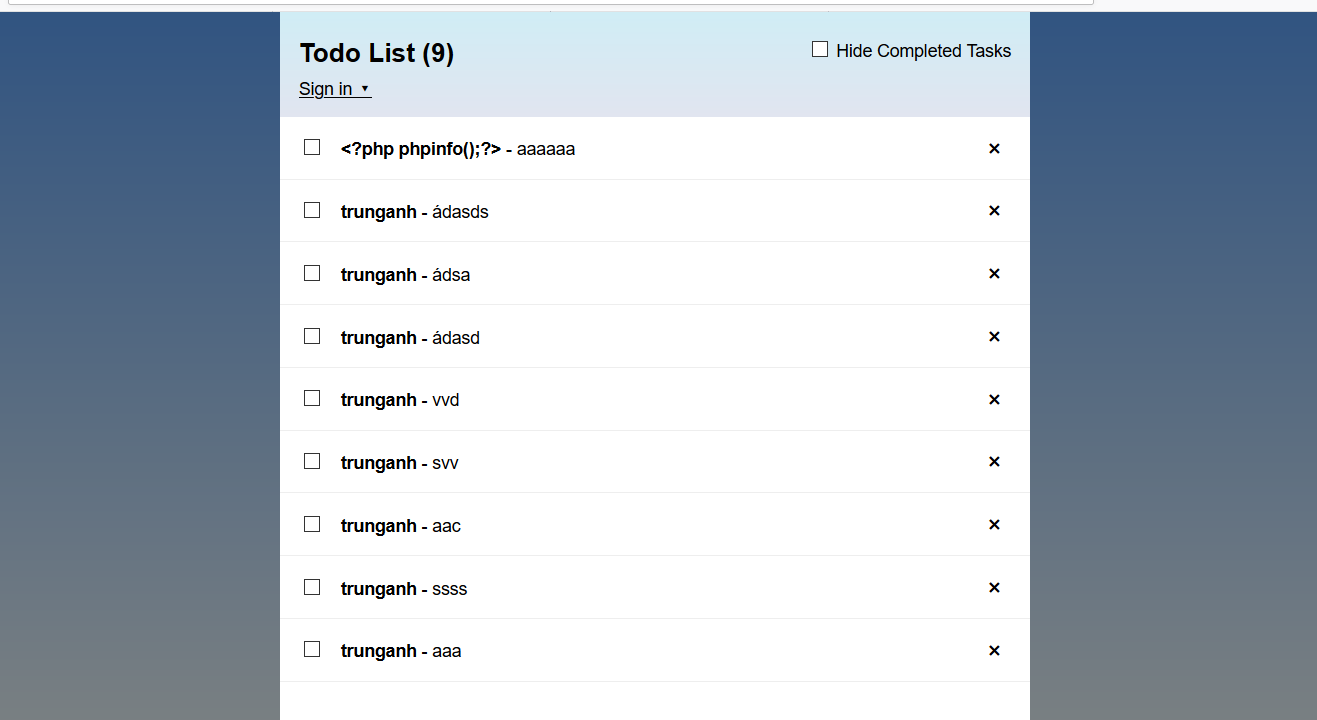 Todo List (9)
Hide Completed Tasks
Sign in ▼
<?php phpinfo();?> - aaaaaa
trunganh - ádasds
trunganh - ádsa
trunganh - ádasd
trunganh - vvd
trunganh - svv
trunganh - aac
trunganh - ssss
trunganh - aaa